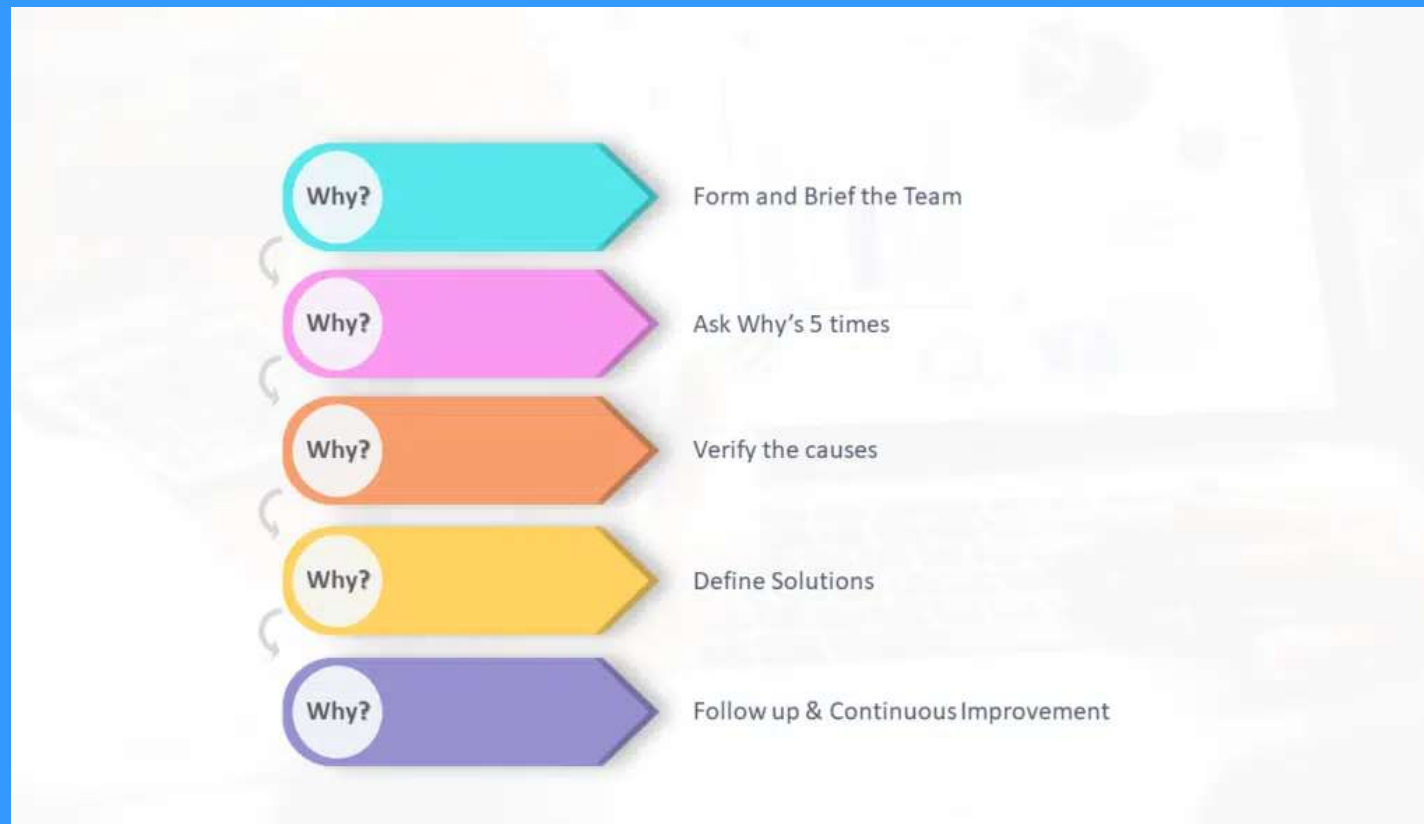 Why? Form and Brief the Team
Why? Ask Why’s 5 times
Why? Verify the causes
Why? Define Solutions
Why? Follow up & Continuous Improvement